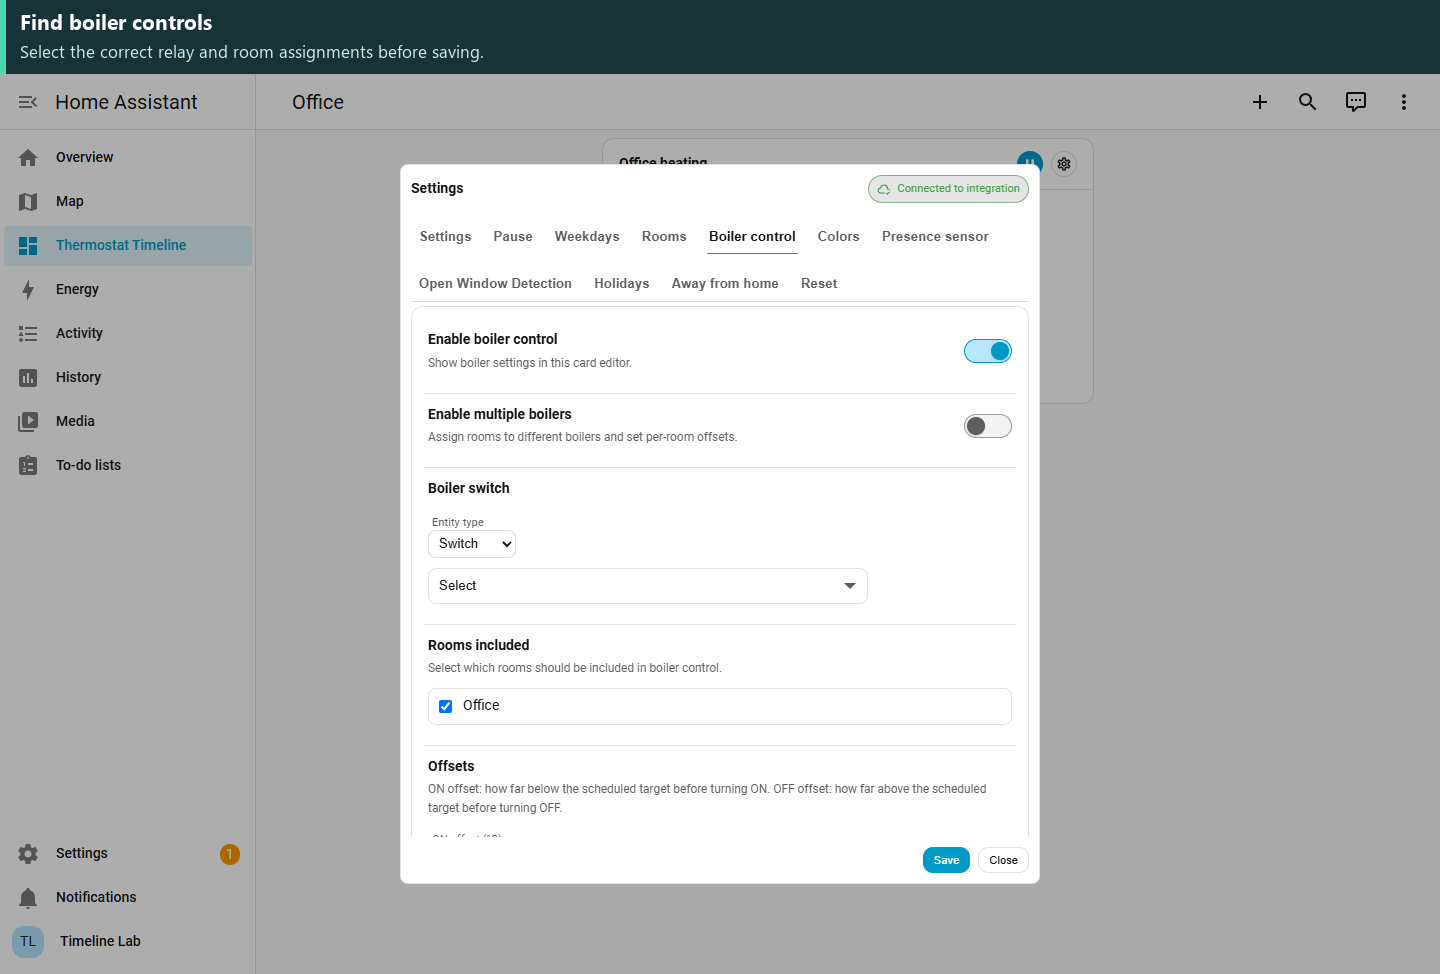 Find boiler controls
Select the correct relay and room assignments before saving.
Home Assistant
Office
Overview
Map
Thermostat Timeline
Energy
Activity
History
Media
To-do lists
Settings
1
Notifications
TL
Timeline Lab
Office heating
Settings
Connected to integration
Settings
Pause
Weekdays
Rooms
Boiler control
Colors
Presence sensor
Open Window Detection
Holidays
Away from home
Reset
Enable boiler control
Show boiler settings in this card editor.
Enable multiple boilers
Assign rooms to different boilers and set per-room offsets.
Boiler switch
Entity type
Switch
Select
Rooms included
Select which rooms should be included in boiler control.
Office
Offsets
ON offset: how far below the scheduled target before turning ON. OFF offset: how far above the scheduled
target before turning OFF.
ON offset (°C)
Save
Close